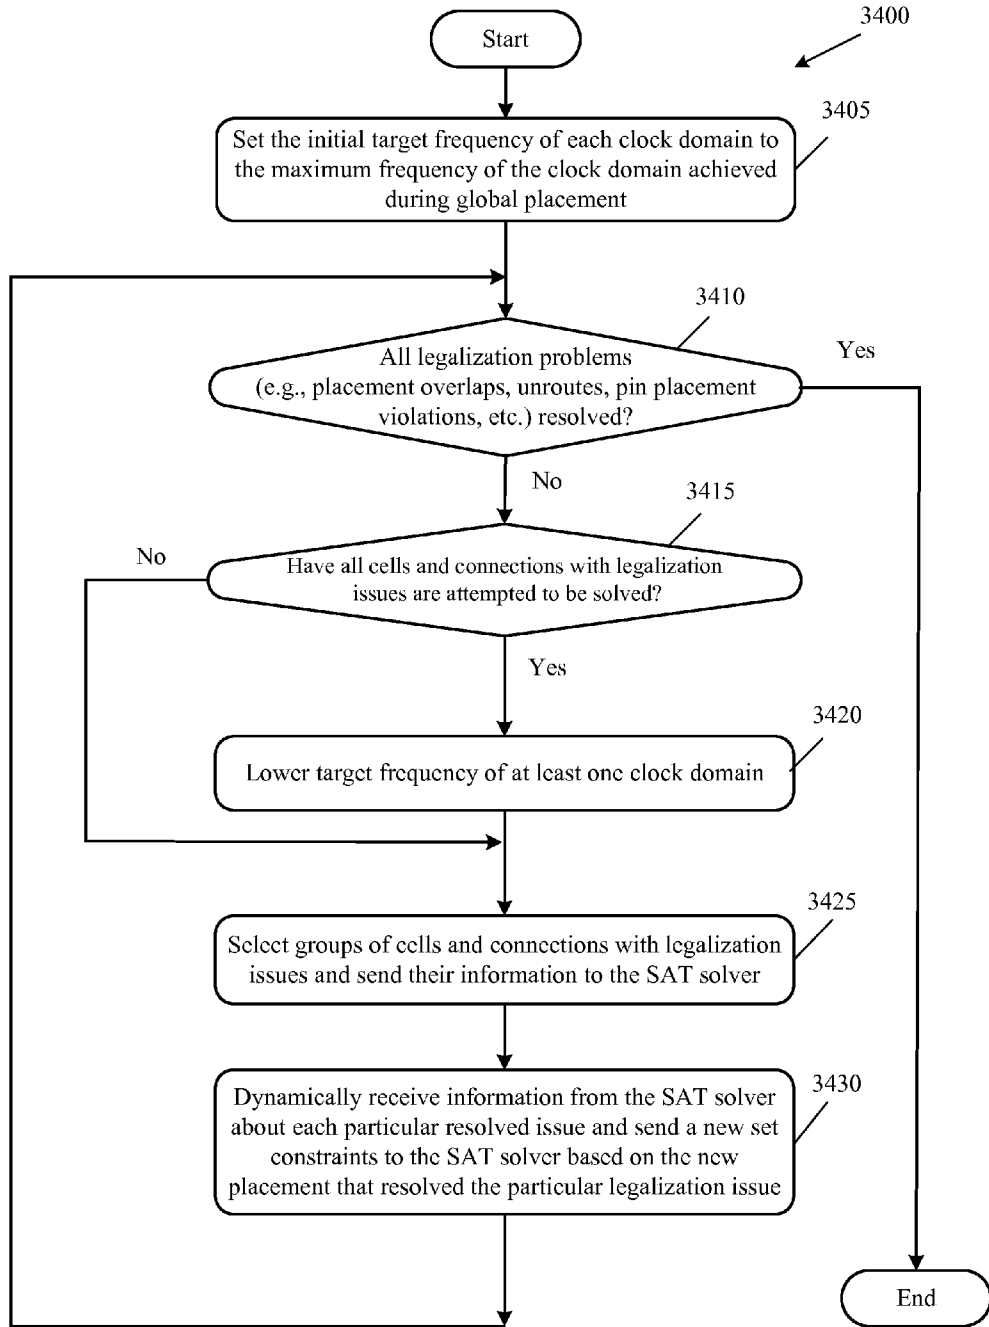 Start
3400
3405
Set the initial target frequency of each clock domain to
the maximum frequency of the clock domain achieved
during global placement
3410
All legalization problems
(e.g., placement overlaps, unroutes, pin placement
violations, etc.) resolved?
Yes
No
3415
Have all cells and connections with legalization
issues are attempted to be solved?
No
Yes
3420
Lower target frequency of at least one clock domain
3425
Select groups of cells and connections with legalization
issues and send their information to the SAT solver
3430
Dynamically receive information from the SAT solver
about each particular resolved issue and send a new set
constraints to the SAT solver based on the new
placement that resolved the particular legalization issue
End